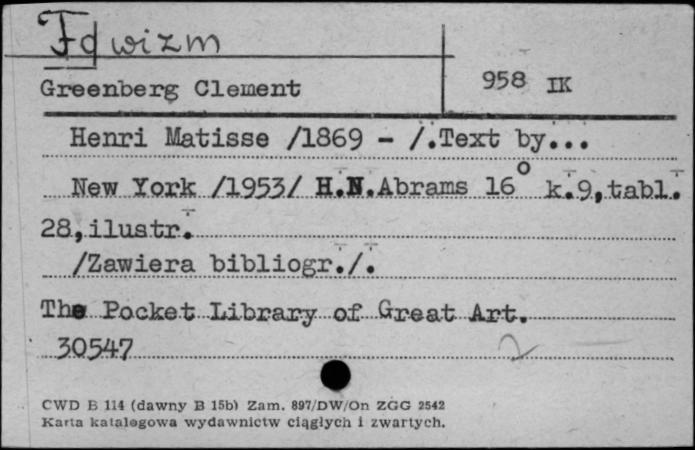 Fowizm
Greenberg Clement 958 IK
Henri Matisse /1869 - /.Text by...
New York /1953/ H.N.Abrams 16° k.9,tabl.
28,ilustr.
/Zawiera bibliogr./.
The Pocket Library of Great Art.
30547 2
CWD B 114 (dawny B 15b) Zam. 897/DW/On ZGG 2542
Karta katalogowa wydawnictw ciągłych i zwartych.